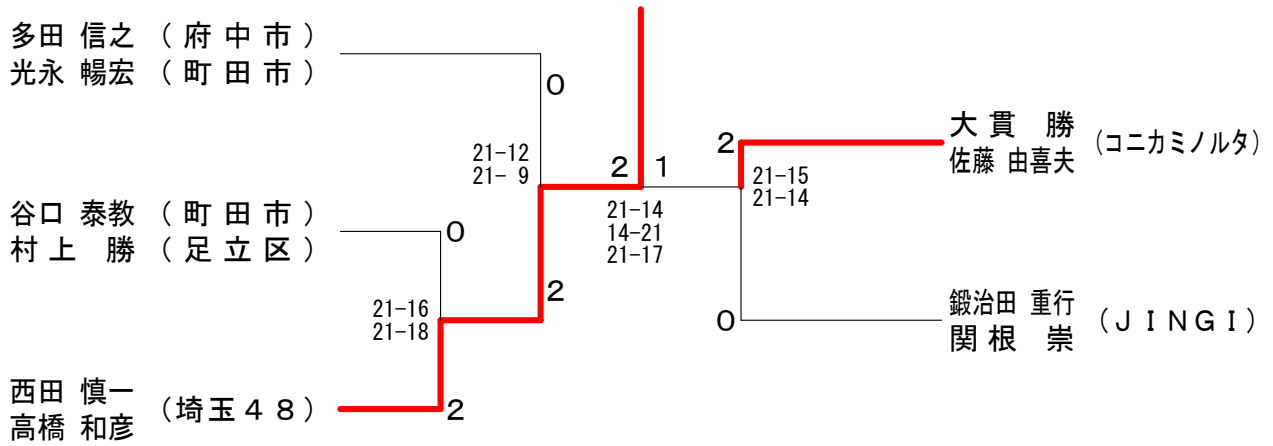 多田 信之 (府中市)
光永 暢宏 (町田市)
0
21-12
21- 9
谷口 泰教 (町田市)
村上 勝 (足立区)
0
21-16
21-18
2
西田 慎一
高橋 和彦
(埼玉48)
2
2 1
21-14
14-21
21-17
2
大貫 勝
佐藤 由喜夫
(コニカミノルタ)
21-15
21-14
0
鍛治田 重行
関根 崇
(JINGI)